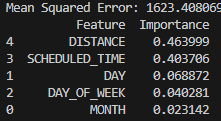 Mean Squared Error: 1623.408069
Feature Importance
4 DISTANCE 0.463999
3 SCHEDULED_TIME 0.403706
1 DAY 0.068872
2 DAY_OF_WEEK 0.040281
0 MONTH 0.023142